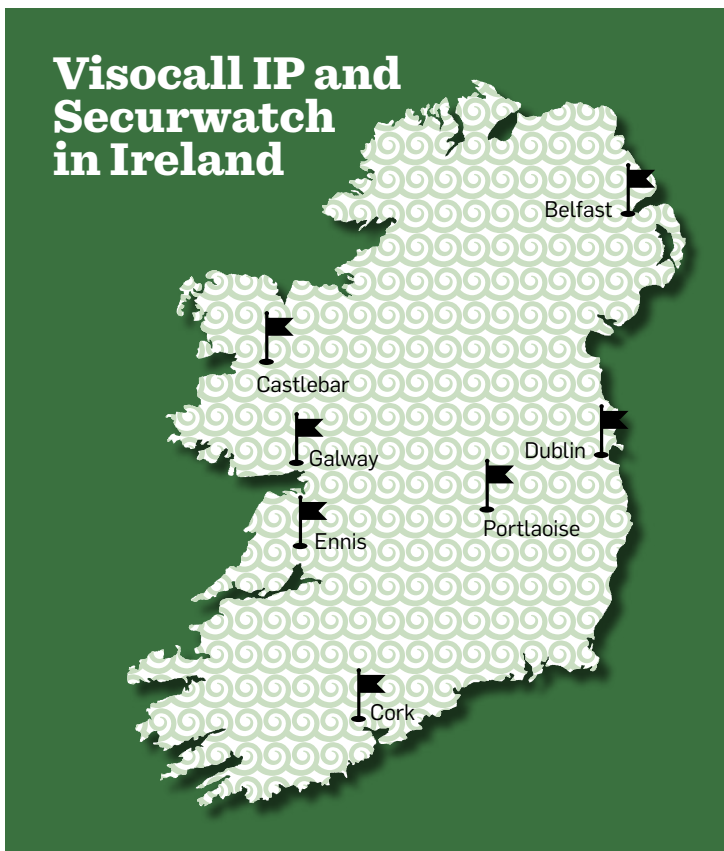 Visocall IP and
Securwatch
in Ireland
Belfast
Castlebar
Galway
Dublin
Portlaoise
Ennis
Cork